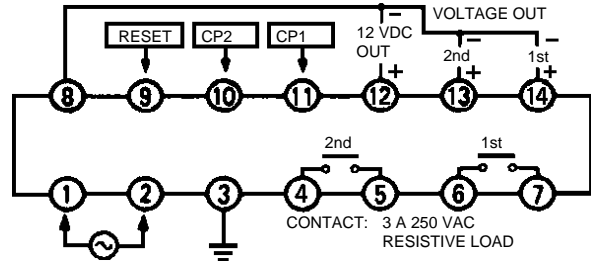 VOLTAGE OUT
RESET CP2 CP1 12 VDC OUT − 2nd − 1st −
+ + +
8 9 10 11 12 13 14
2nd 1st
1 2 3 4 5 6 7
CONTACT: 3 A 250 VAC
RESISTIVE LOAD